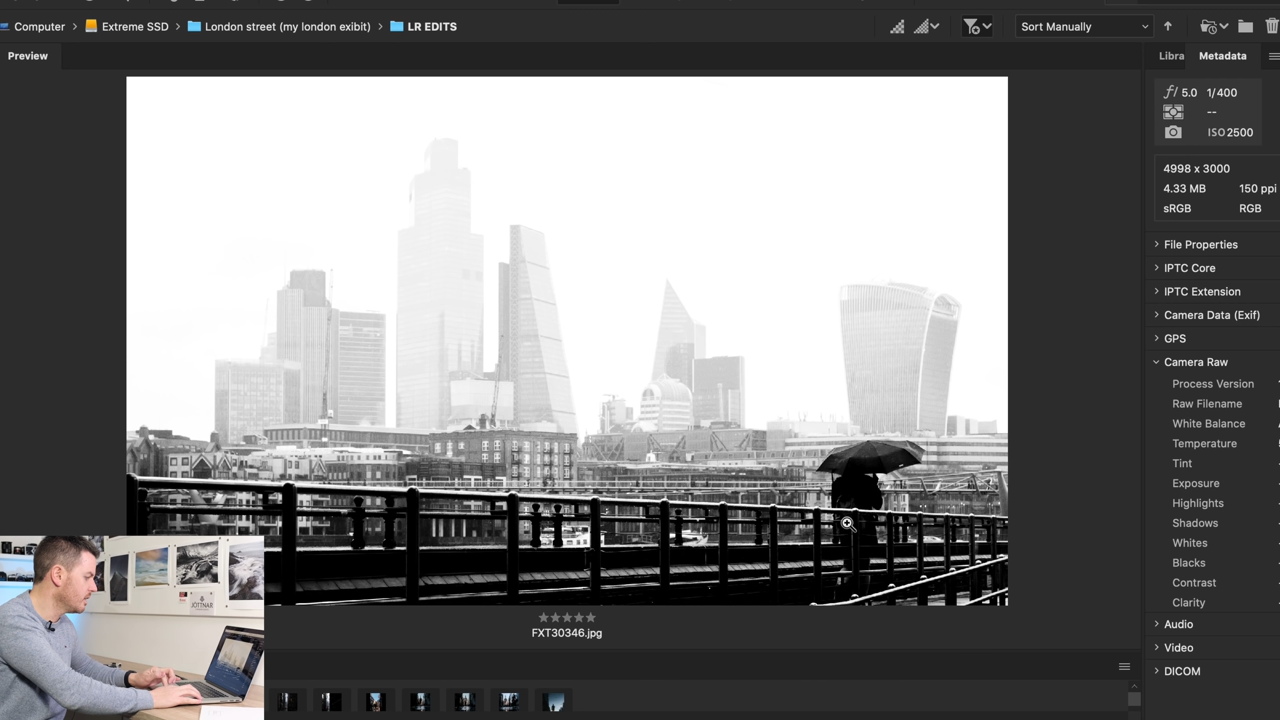 Computer > Extreme SSD > London street (my london exibit) > LR EDITS
Sort Manually
Preview
Libra
Metadata
f/ 5.0 1/400
--
ISO2500
4998 x 3000
4.33 MB 150 ppi
sRGB RGB
File Properties
IPTC Core
IPTC Extension
Camera Data (Exif)
GPS
Camera Raw
Process Version
Raw Filename
White Balance
Temperature
Tint
Exposure
Highlights
Shadows
Whites
Blacks
Contrast
Clarity
Audio
Video
DICOM
FXT30346.jpg
JÖTTNAR